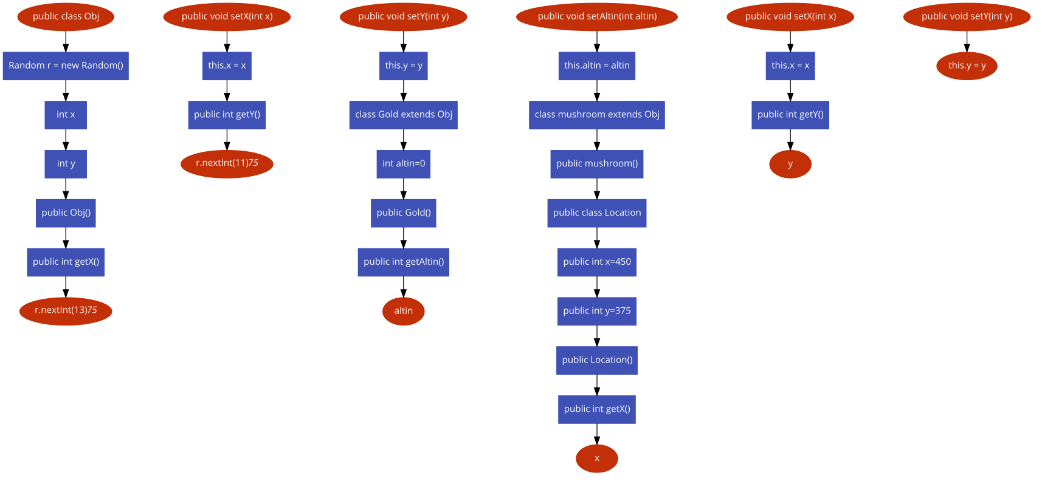 public class Obj
Random r = new Random()
int x
int y
public Obj()
public int getX()
r.nextInt(13)75
public void setX(int x)
this.x = x
public int getY()
r.nextInt(11)75
public void setY(int y)
this.y = y
class Gold extends Obj
int altin=0
public Gold()
public int getAltin()
altin
public void setAltin(int altin)
this.altin = altin
class mushroom extends Obj
public mushroom()
public class Location
public int x=450
public int y=375
public Location()
public int getX()
x
public void setX(int x)
this.x = x
public int getY()
y
public void setY(int y)
this.y = y